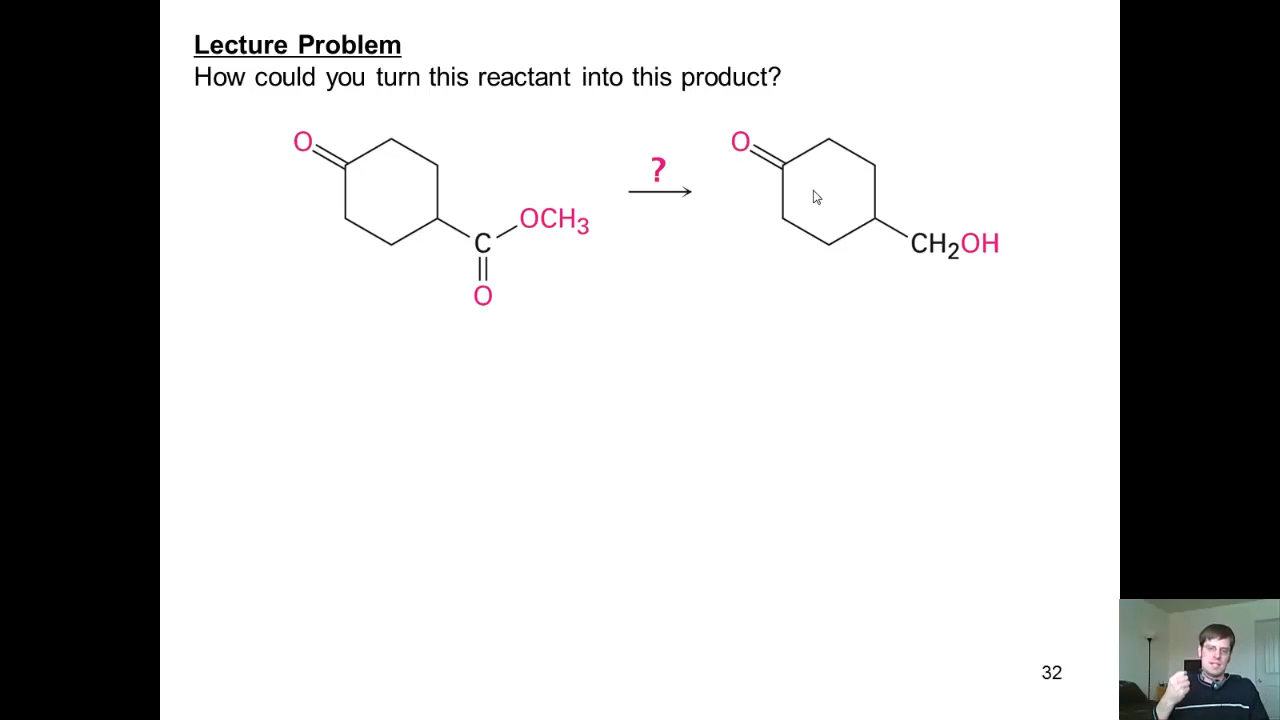 Lecture Problem
How could you turn this reactant into this product?
O
?
O
OCH3
C
CH2OH
O
32